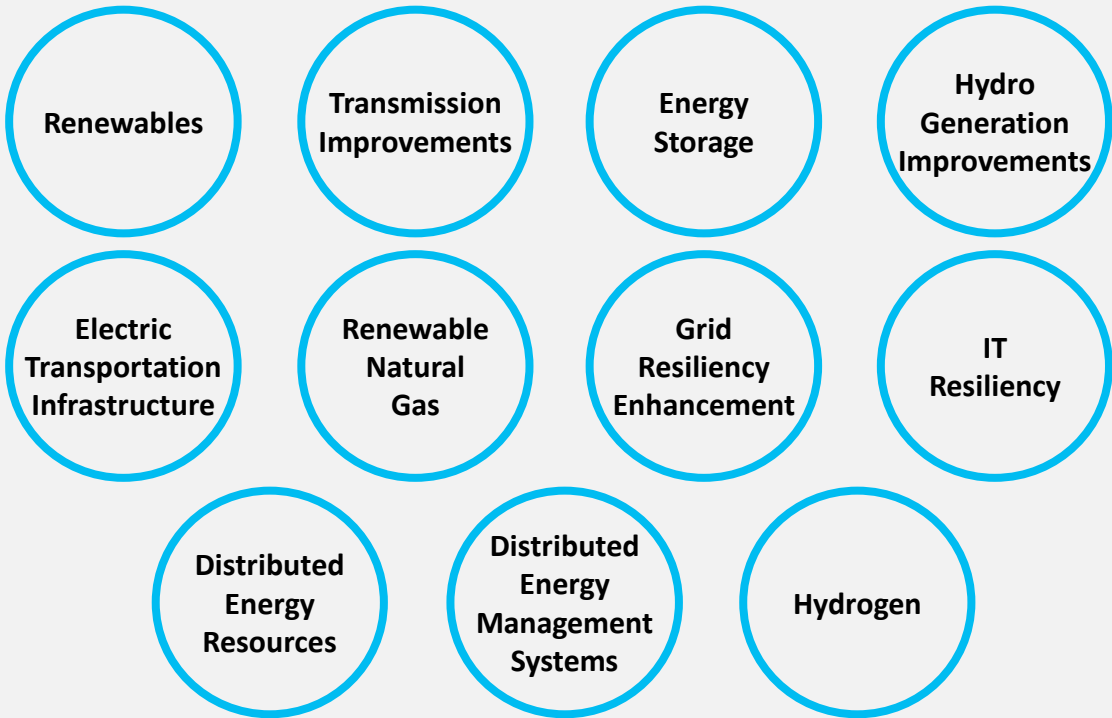 Renewables
Transmission
Improvements
Energy
Storage
Hydro
Generation
Improvements
Electric
Transportation
Infrastructure
Renewable
Natural
Gas
Grid
Resiliency
Enhancement
IT
Resiliency
Distributed
Energy
Resources
Distributed
Energy
Management
Systems
Hydrogen